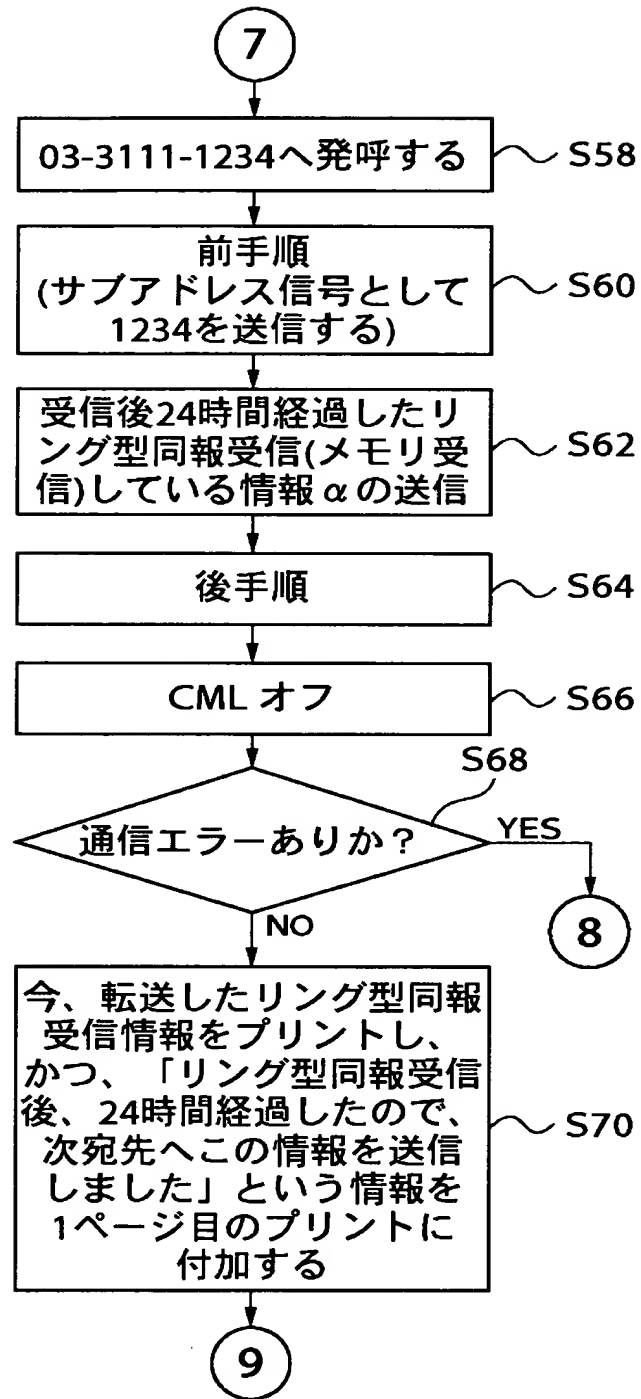 7
03-3111-1234へ発呼する
S58
前手順
(サブアドレス信号として
1234を送信する)
S60
受信後24時間経過したリ
ング型同報受信(メモリ受
信)している情報αの送信
S62
後手順
S64
CML オフ
S66
S68
通信エラーありか？
YES
8
NO
今、転送したリング型同報
受信情報をプリントし、
かつ、「リング型同報受信
後、24時間経過したので、
次宛先へこの情報を送信
しました」という情報を
1ページ目のプリントに
付加する
S70
9